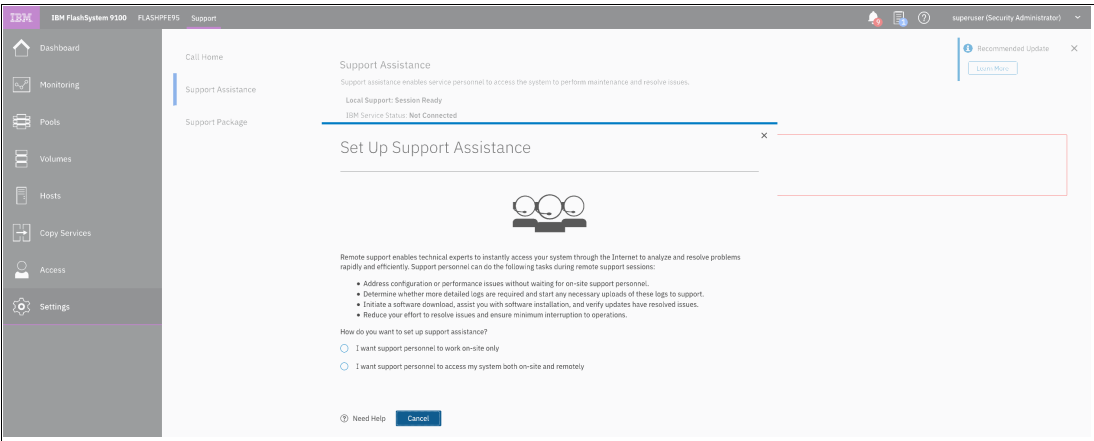 IBM IBM FlashSystem 9100 FLASHPFE95 Support superuser (Security Administrator)
Dashboard
Monitoring
Pools
Volumes
Hosts
Copy Services
Access
Settings
Call Home
Support Assistance
Support Package
Support Assistance
Support assistance enables service personnel to access the system to perform maintenance and resolve issues.
Local Support: Session Ready
IBM Service Status: Not Connected
Recommended Update
Learn More
Set Up Support Assistance
Remote support enables technical experts to instantly access your system through the Internet to analyze and resolve problems
rapidly and efficiently. Support personnel can do the following tasks during remote support sessions:
• Address configuration or performance issues without waiting for on-site support personnel.
• Determine whether more detailed logs are required and start any necessary uploads of these logs to support.
• Initiate a software download, assist you with software installation, and verify updates have resolved issues.
• Reduce your effort to resolve issues and ensure minimum interruption to operations.
How do you want to set up support assistance?
I want support personnel to work on-site only
I want support personnel to access my system both on-site and remotely
Need Help Cancel